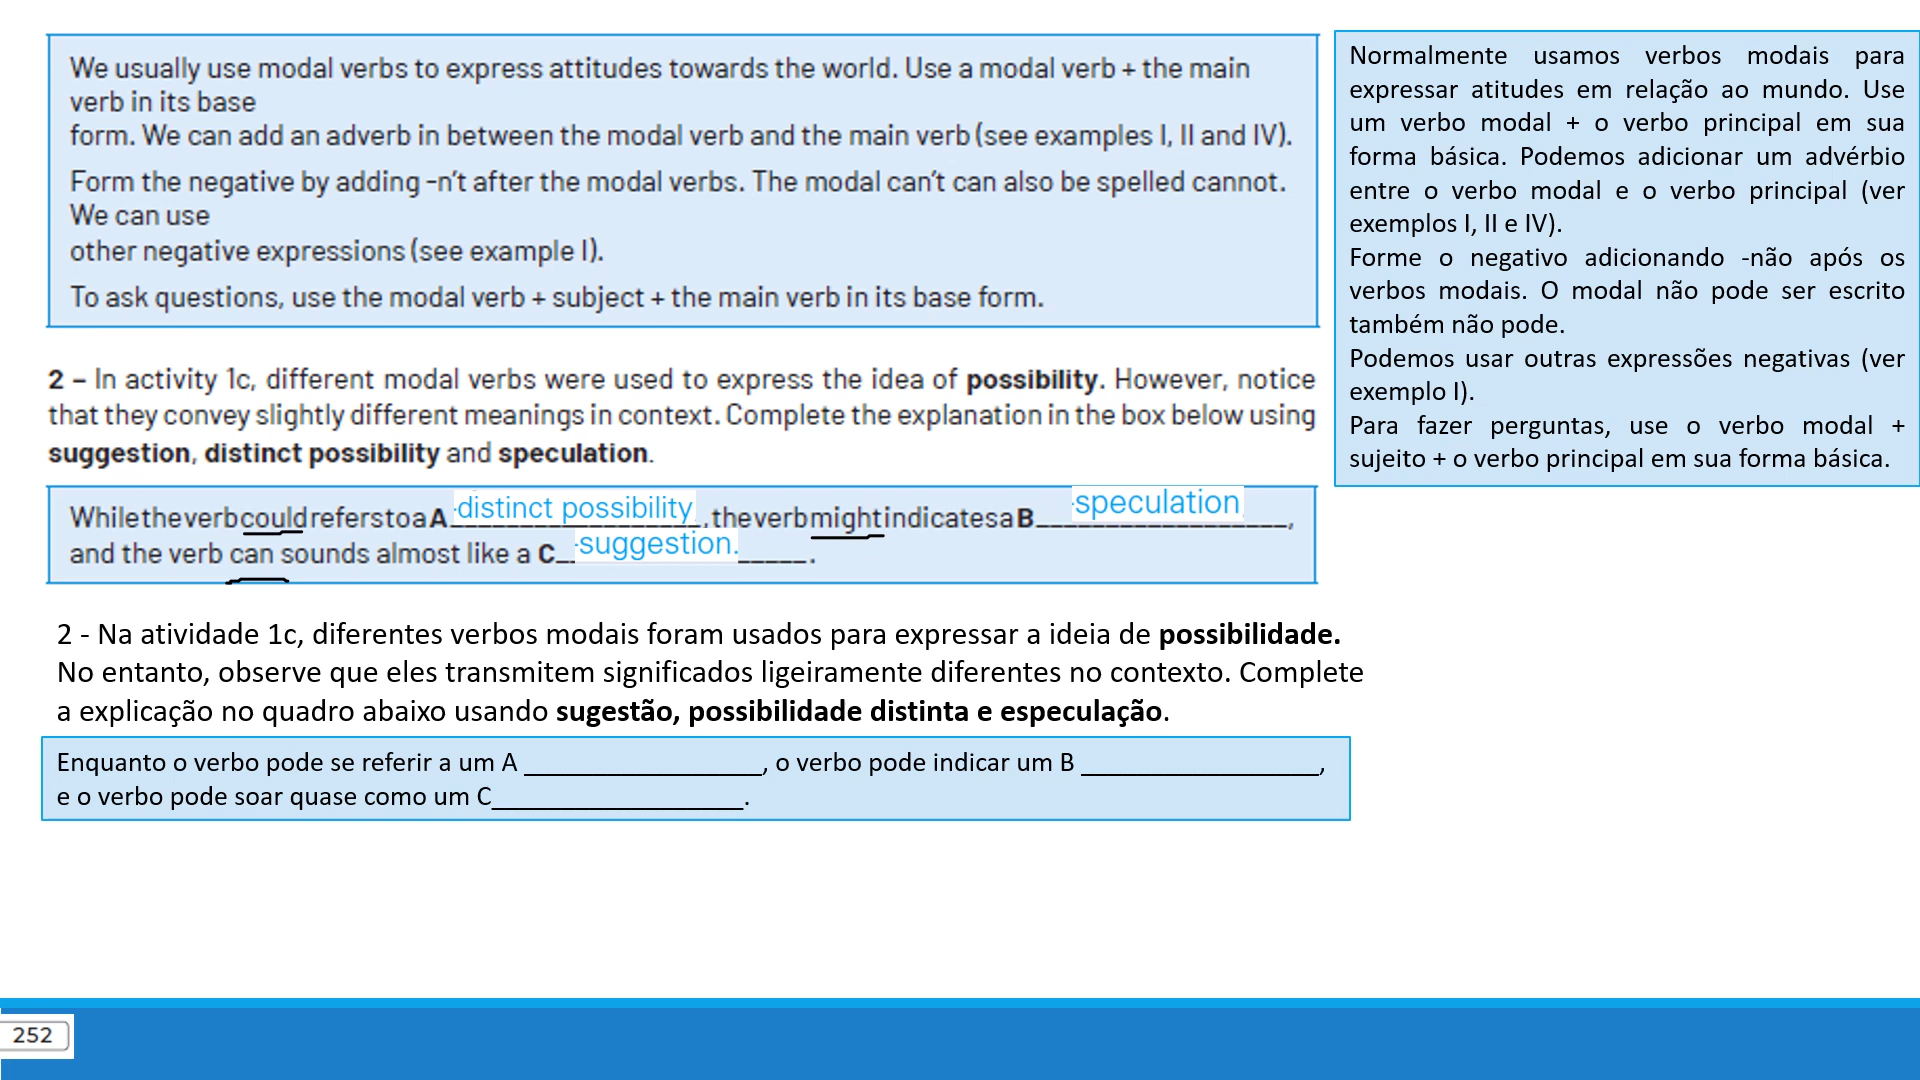 We usually use modal verbs to express attitudes towards the world. Use a modal verb + the main
verb in its base
form. We can add an adverb in between the modal verb and the main verb (see examples I, II and IV).
Form the negative by adding -n't after the modal verbs. The modal can't can also be spelled cannot.
We can use
other negative expressions (see example I).
To ask questions, use the modal verb + subject + the main verb in its base form.
Normalmente usamos verbos modais para
expressar atitudes em relação ao mundo. Use
um verbo modal + o verbo principal em sua
forma básica. Podemos adicionar um advérbio
entre o verbo modal e o verbo principal (ver
exemplos I, II e IV).
Forme o negativo adicionando -não após os
verbos modais. O modal não pode ser escrito
também não pode.
Podemos usar outras expressões negativas (ver
exemplo I).
Para fazer perguntas, use o verbo modal +
sujeito + o verbo principal em sua forma básica.
2 – In activity 1c, different modal verbs were used to express the idea of possibility. However, notice
that they convey slightly different meanings in context. Complete the explanation in the box below using
suggestion, distinct possibility and speculation.
While the verb could refers to a A distinct possibility, the verb might indicates a B speculation,
and the verb can sounds almost like a C suggestion. .
2 - Na atividade 1c, diferentes verbos modais foram usados para expressar a ideia de possibilidade.
No entanto, observe que eles transmitem significados ligeiramente diferentes no contexto. Complete
a explicação no quadro abaixo usando sugestão, possibilidade distinta e especulação.
Enquanto o verbo pode se referir a um A _________________, o verbo pode indicar um B _________________,
e o verbo pode soar quase como um C__________________.
252